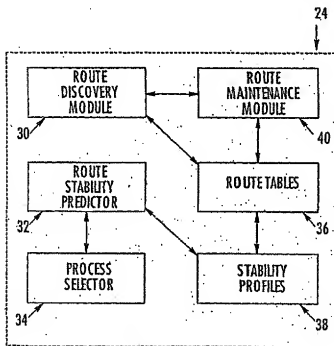 24
ROUTE
DISCOVERY
MODULE
30
ROUTE
MAINTENANCE
MODULE
40
ROUTE
STABILITY
PREDICTOR
32
ROUTE TABLES
36
PROCESS
SELECTOR
34
STABILITY
PROFILES
38